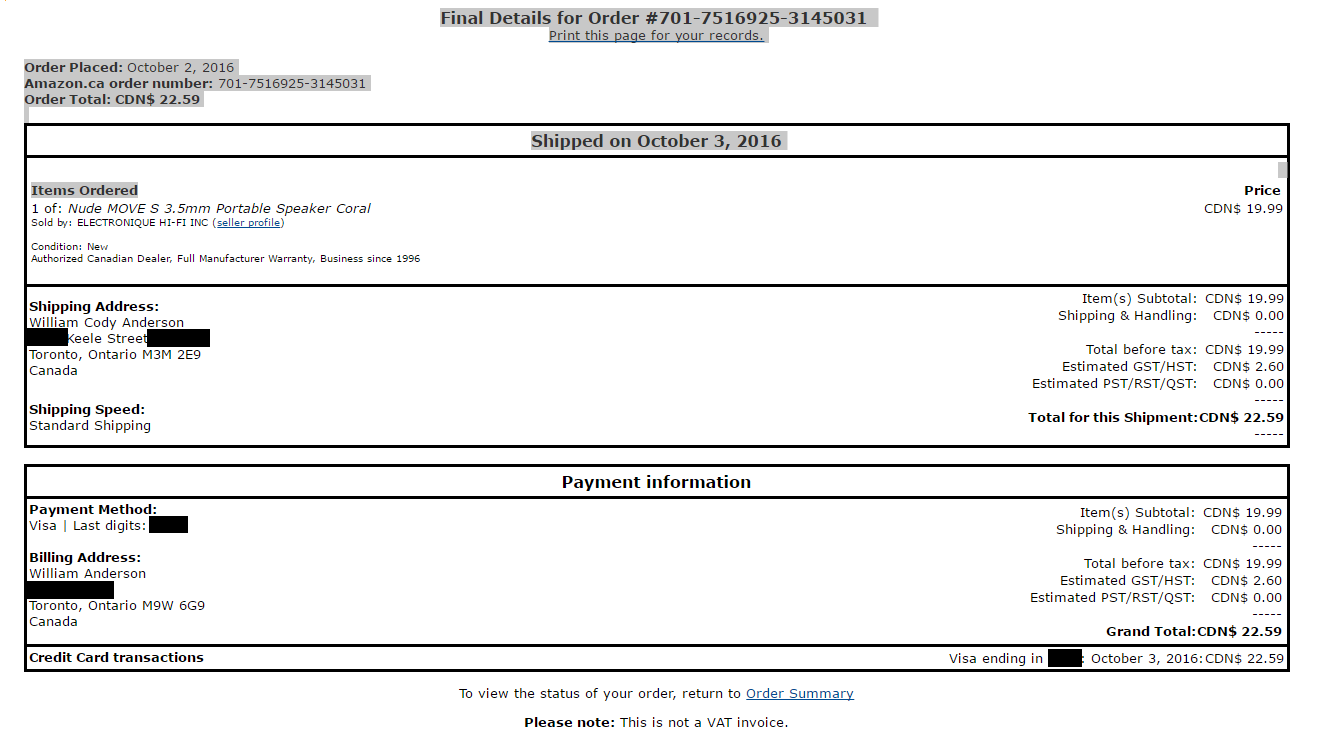 Final Details for Order #701-7516925-3145031
Print this page for your records.
Order Placed: October 2, 2016
Amazon.ca order number: 701-7516925-3145031
Order Total: CDN$ 22.59
Shipped on October 3, 2016
Items Ordered Price
1 of: Nude MOVE S 3.5mm Portable Speaker Coral CDN$ 19.99
Sold by: ELECTRONIQUE HI-FI INC (seller profile)
Condition: New
Authorized Canadian Dealer, Full Manufacturer Warranty, Business since 1996
Shipping Address:
William Cody Anderson
Keele Street
Toronto, Ontario M3M 2E9
Canada
Shipping Speed:
Standard Shipping
Item(s) Subtotal: CDN$ 19.99
Shipping & Handling: CDN$ 0.00
-----
Total before tax: CDN$ 19.99
Estimated GST/HST: CDN$ 2.60
Estimated PST/RST/QST: CDN$ 0.00
-----
Total for this Shipment:CDN$ 22.59
-----
Payment information
Payment Method:
Visa | Last digits:
Billing Address:
William Anderson
Toronto, Ontario M9W 6G9
Canada
Item(s) Subtotal: CDN$ 19.99
Shipping & Handling: CDN$ 0.00
-----
Total before tax: CDN$ 19.99
Estimated GST/HST: CDN$ 2.60
Estimated PST/RST/QST: CDN$ 0.00
-----
Grand Total:CDN$ 22.59
Credit Card transactions Visa ending in : October 3, 2016:CDN$ 22.59
To view the status of your order, return to Order Summary
Please note: This is not a VAT invoice.